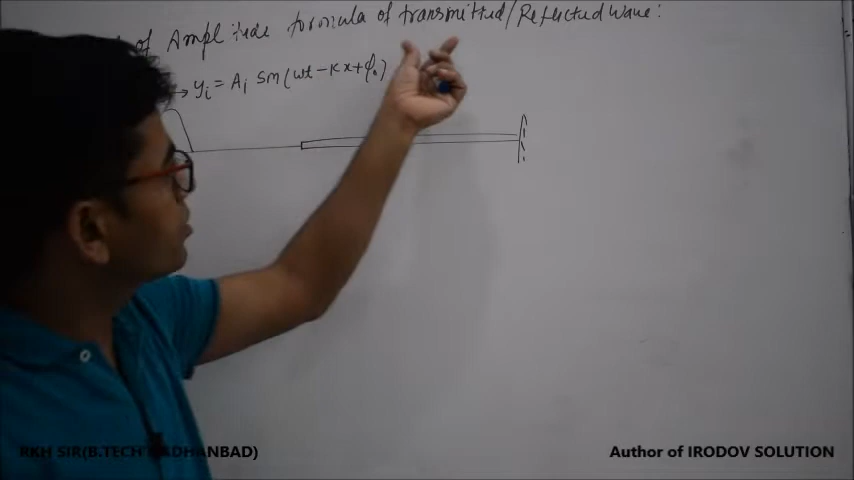 of Amplitude formula of transmitted/Reflected Wave:
→ yi = Ai Sin(wt-Kx+φ0)
RKH SIR(B.TECH DHANBAD)
Author of IRODOV SOLUTION